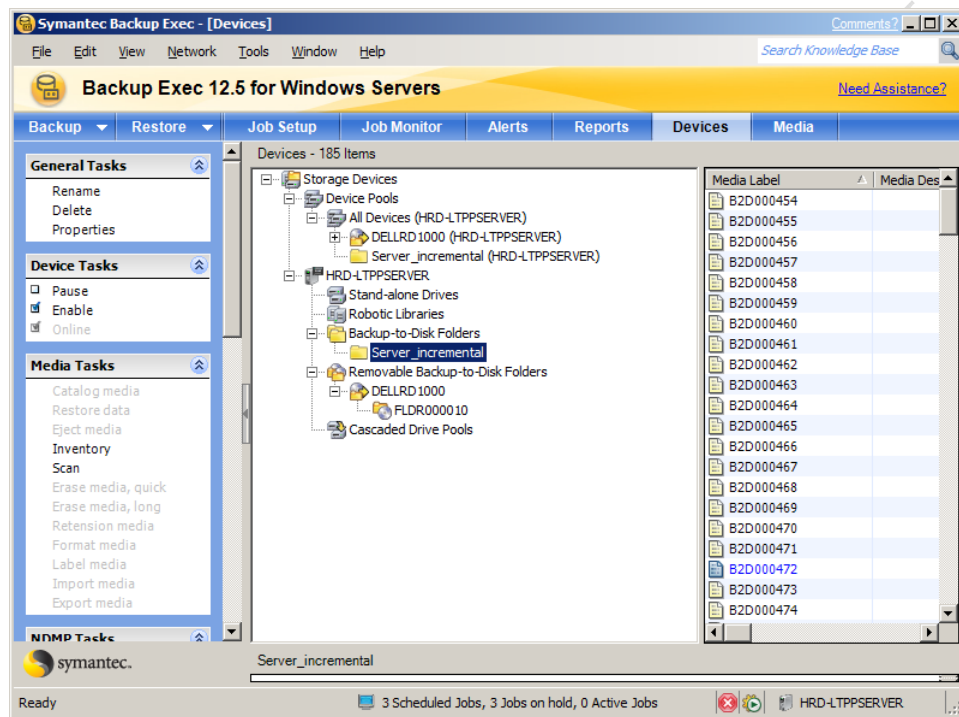 Symantec Backup Exec - [Devices]
Comments?
File Edit View Network Tools Window Help
Search Knowledge Base
Backup Exec 12.5 for Windows Servers
Need Assistance?
Backup Restore Job Setup Job Monitor Alerts Reports Devices Media
General Tasks
Rename
Delete
Properties
Device Tasks
Pause
Enable
Online
Media Tasks
Catalog media
Restore data
Eject media
Inventory
Scan
Erase media, quick
Erase media, long
Retension media
Format media
Label media
Import media
Export media
NDMP Tasks
Devices - 185 Items
Storage Devices
Device Pools
All Devices (HRD-LTPPSERVER)
DELLRD1000 (HRD-LTPPSERVER)
Server_incremental (HRD-LTPPSERVER)
HRD-LTPPSERVER
Stand-alone Drives
Robotic Libraries
Backup-to-Disk Folders
Server_incremental
Removable Backup-to-Disk Folders
DELLRD1000
FLDR000010
Cascaded Drive Pools
Media Label Media Des
B2D000454
B2D000455
B2D000456
B2D000457
B2D000458
B2D000459
B2D000460
B2D000461
B2D000462
B2D000463
B2D000464
B2D000465
B2D000466
B2D000467
B2D000468
B2D000469
B2D000470
B2D000471
B2D000472
B2D000473
B2D000474
symantec.
Server_incremental
Ready
3 Scheduled Jobs, 3 Jobs on hold, 0 Active Jobs
HRD-LTPPSERVER